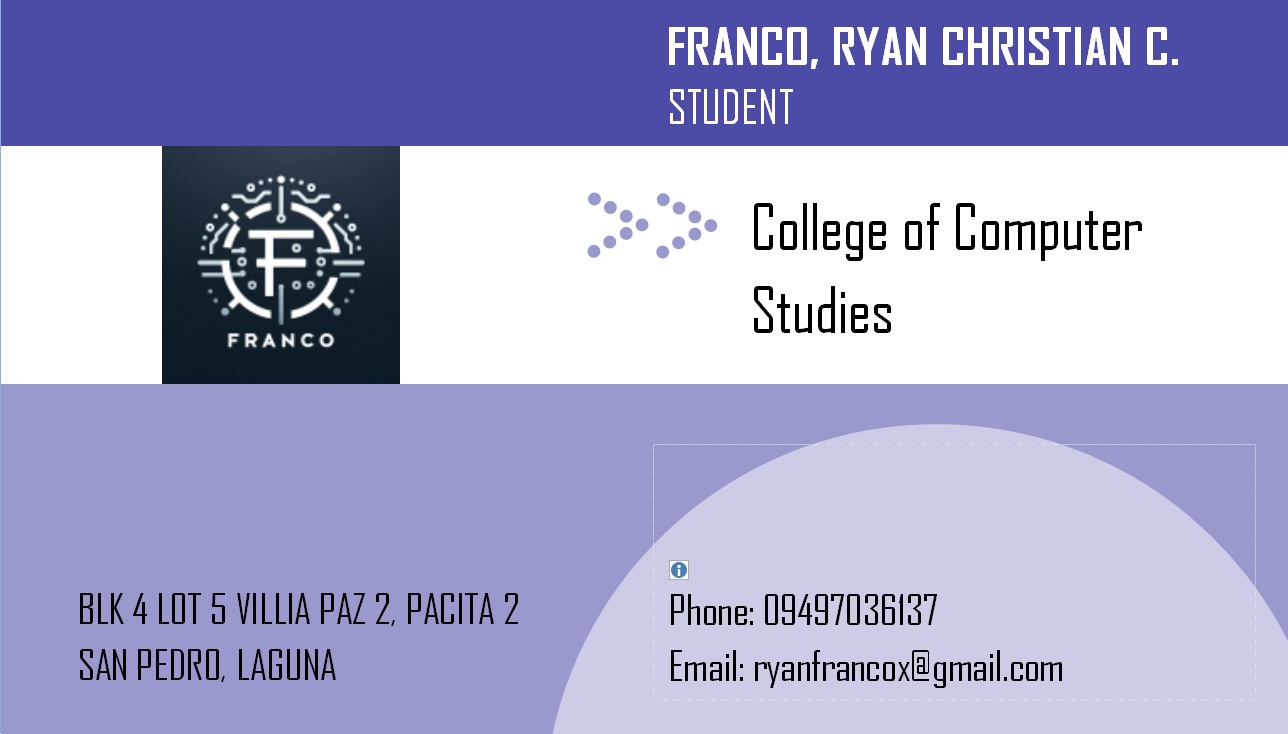 FRANCO, RYAN CHRISTIAN C.
STUDENT
F
FRANCO
College of Computer
Studies
BLK 4 LOT 5 VILLIA PAZ 2, PACITA 2
SAN PEDRO, LAGUNA
Phone: 09497036137
Email: ryanfrancox@gmail.com